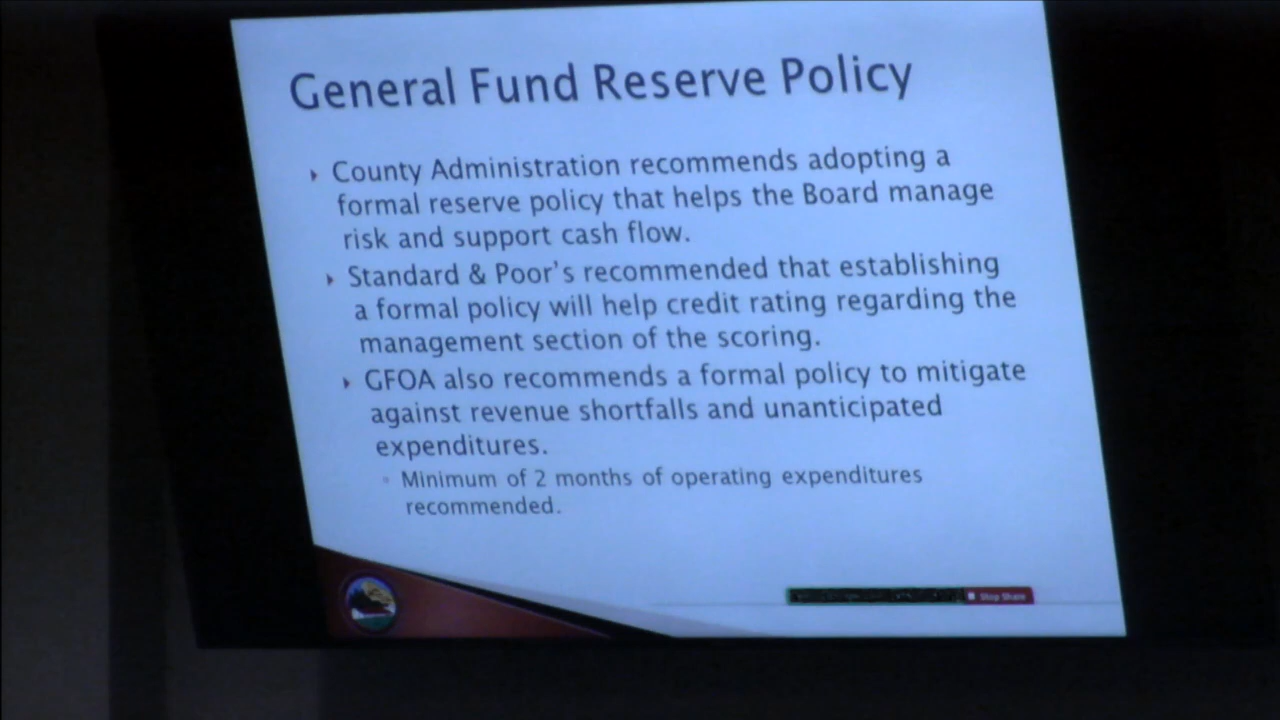 General Fund Reserve Policy
County Administration recommends adopting a
formal reserve policy that helps the Board manage
risk and support cash flow.
Standard & Poor's recommended that establishing
a formal policy will help credit rating regarding the
management section of the scoring.
GFOA also recommends a formal policy to mitigate
against revenue shortfalls and unanticipated
expenditures.
Minimum of 2 months of operating expenditures
recommended.
Stop Share